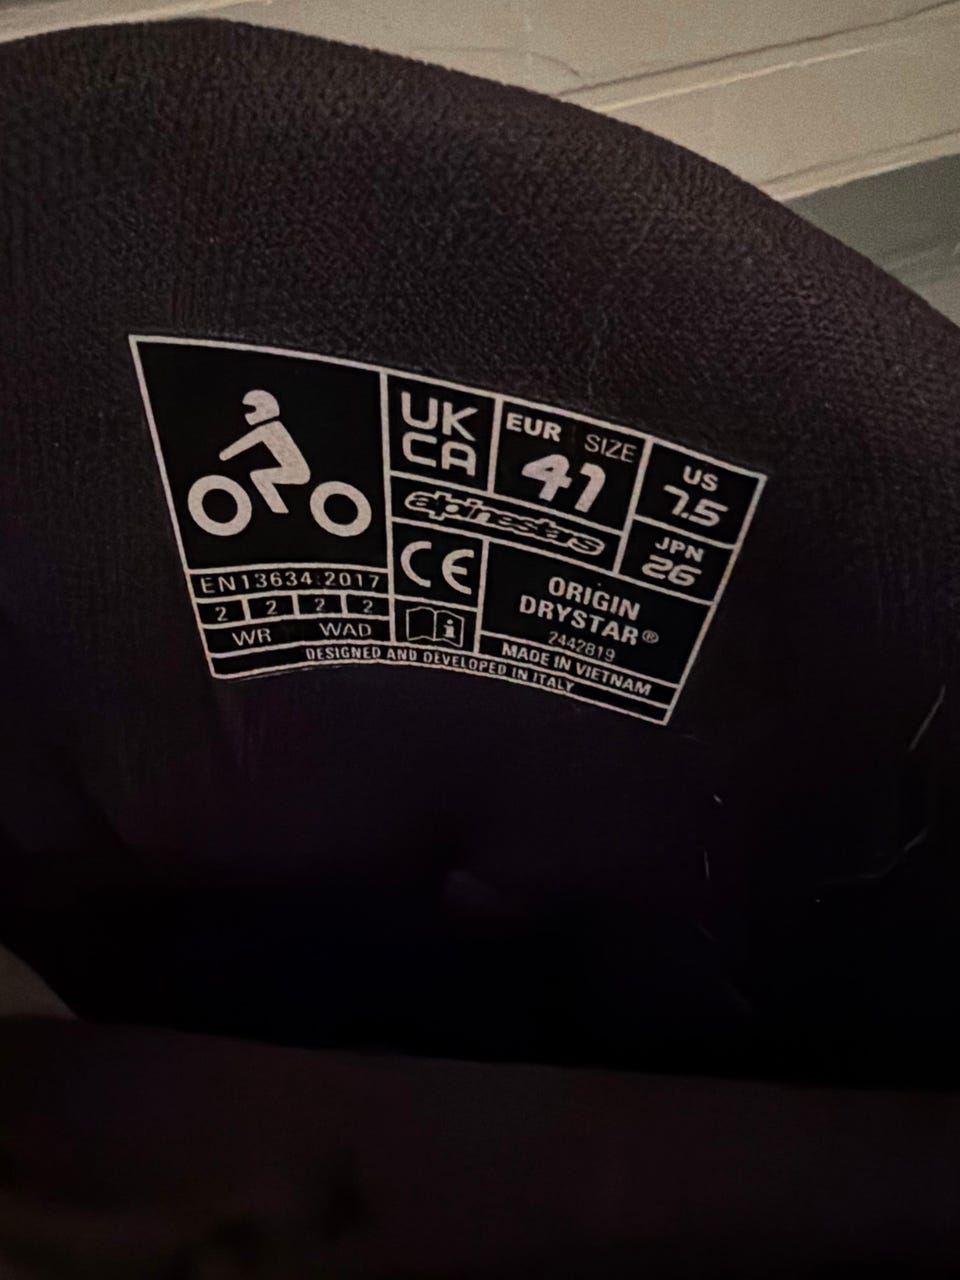 UK
CA
EUR SIZE
41
US
7.5
alpinestars
JPN
26
CE
EN13634:2017
2 2 2 2
WR WAD
i
ORIGIN
DRYSTAR®
2442819
MADE IN VIETNAM
DESIGNED AND DEVELOPED IN ITALY